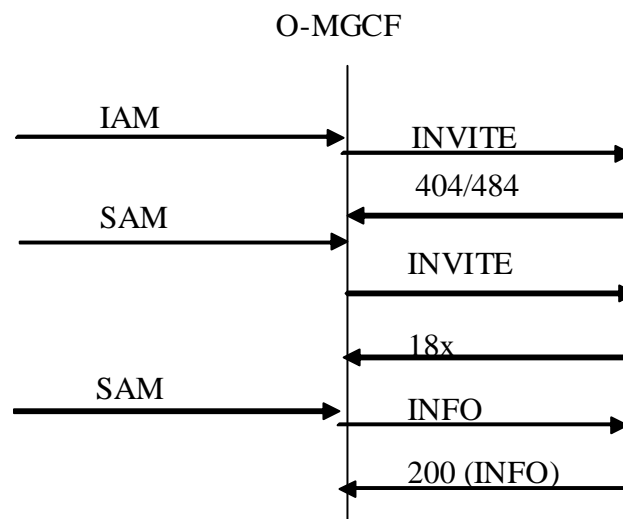 O-MGCF
IAM
INVITE
404/484
SAM
INVITE
18x
SAM
INFO
200 (INFO)